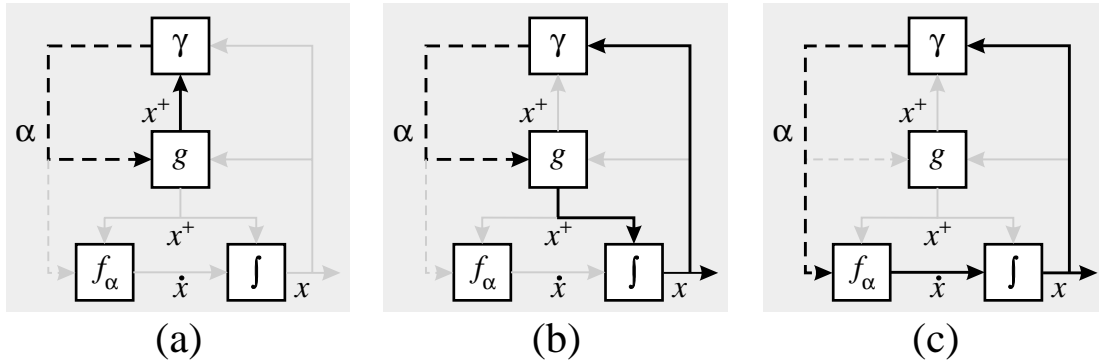 γ γ γ
x⁺ x⁺ x⁺
α α α
g g g
x⁺ x⁺ x⁺
f_α ∫ f_α ∫ f_α ∫
ẋ x ẋ x ẋ x
(a) (b) (c)